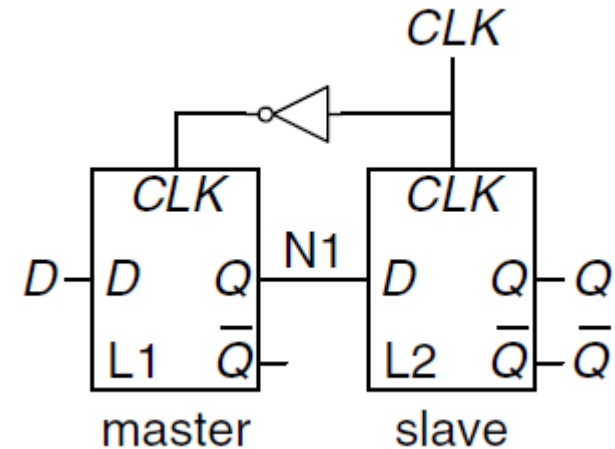 CLK
CLK CLK
N1
D D Q D Q Q
L1 Q̅ L2 Q̅ Q̅
master slave